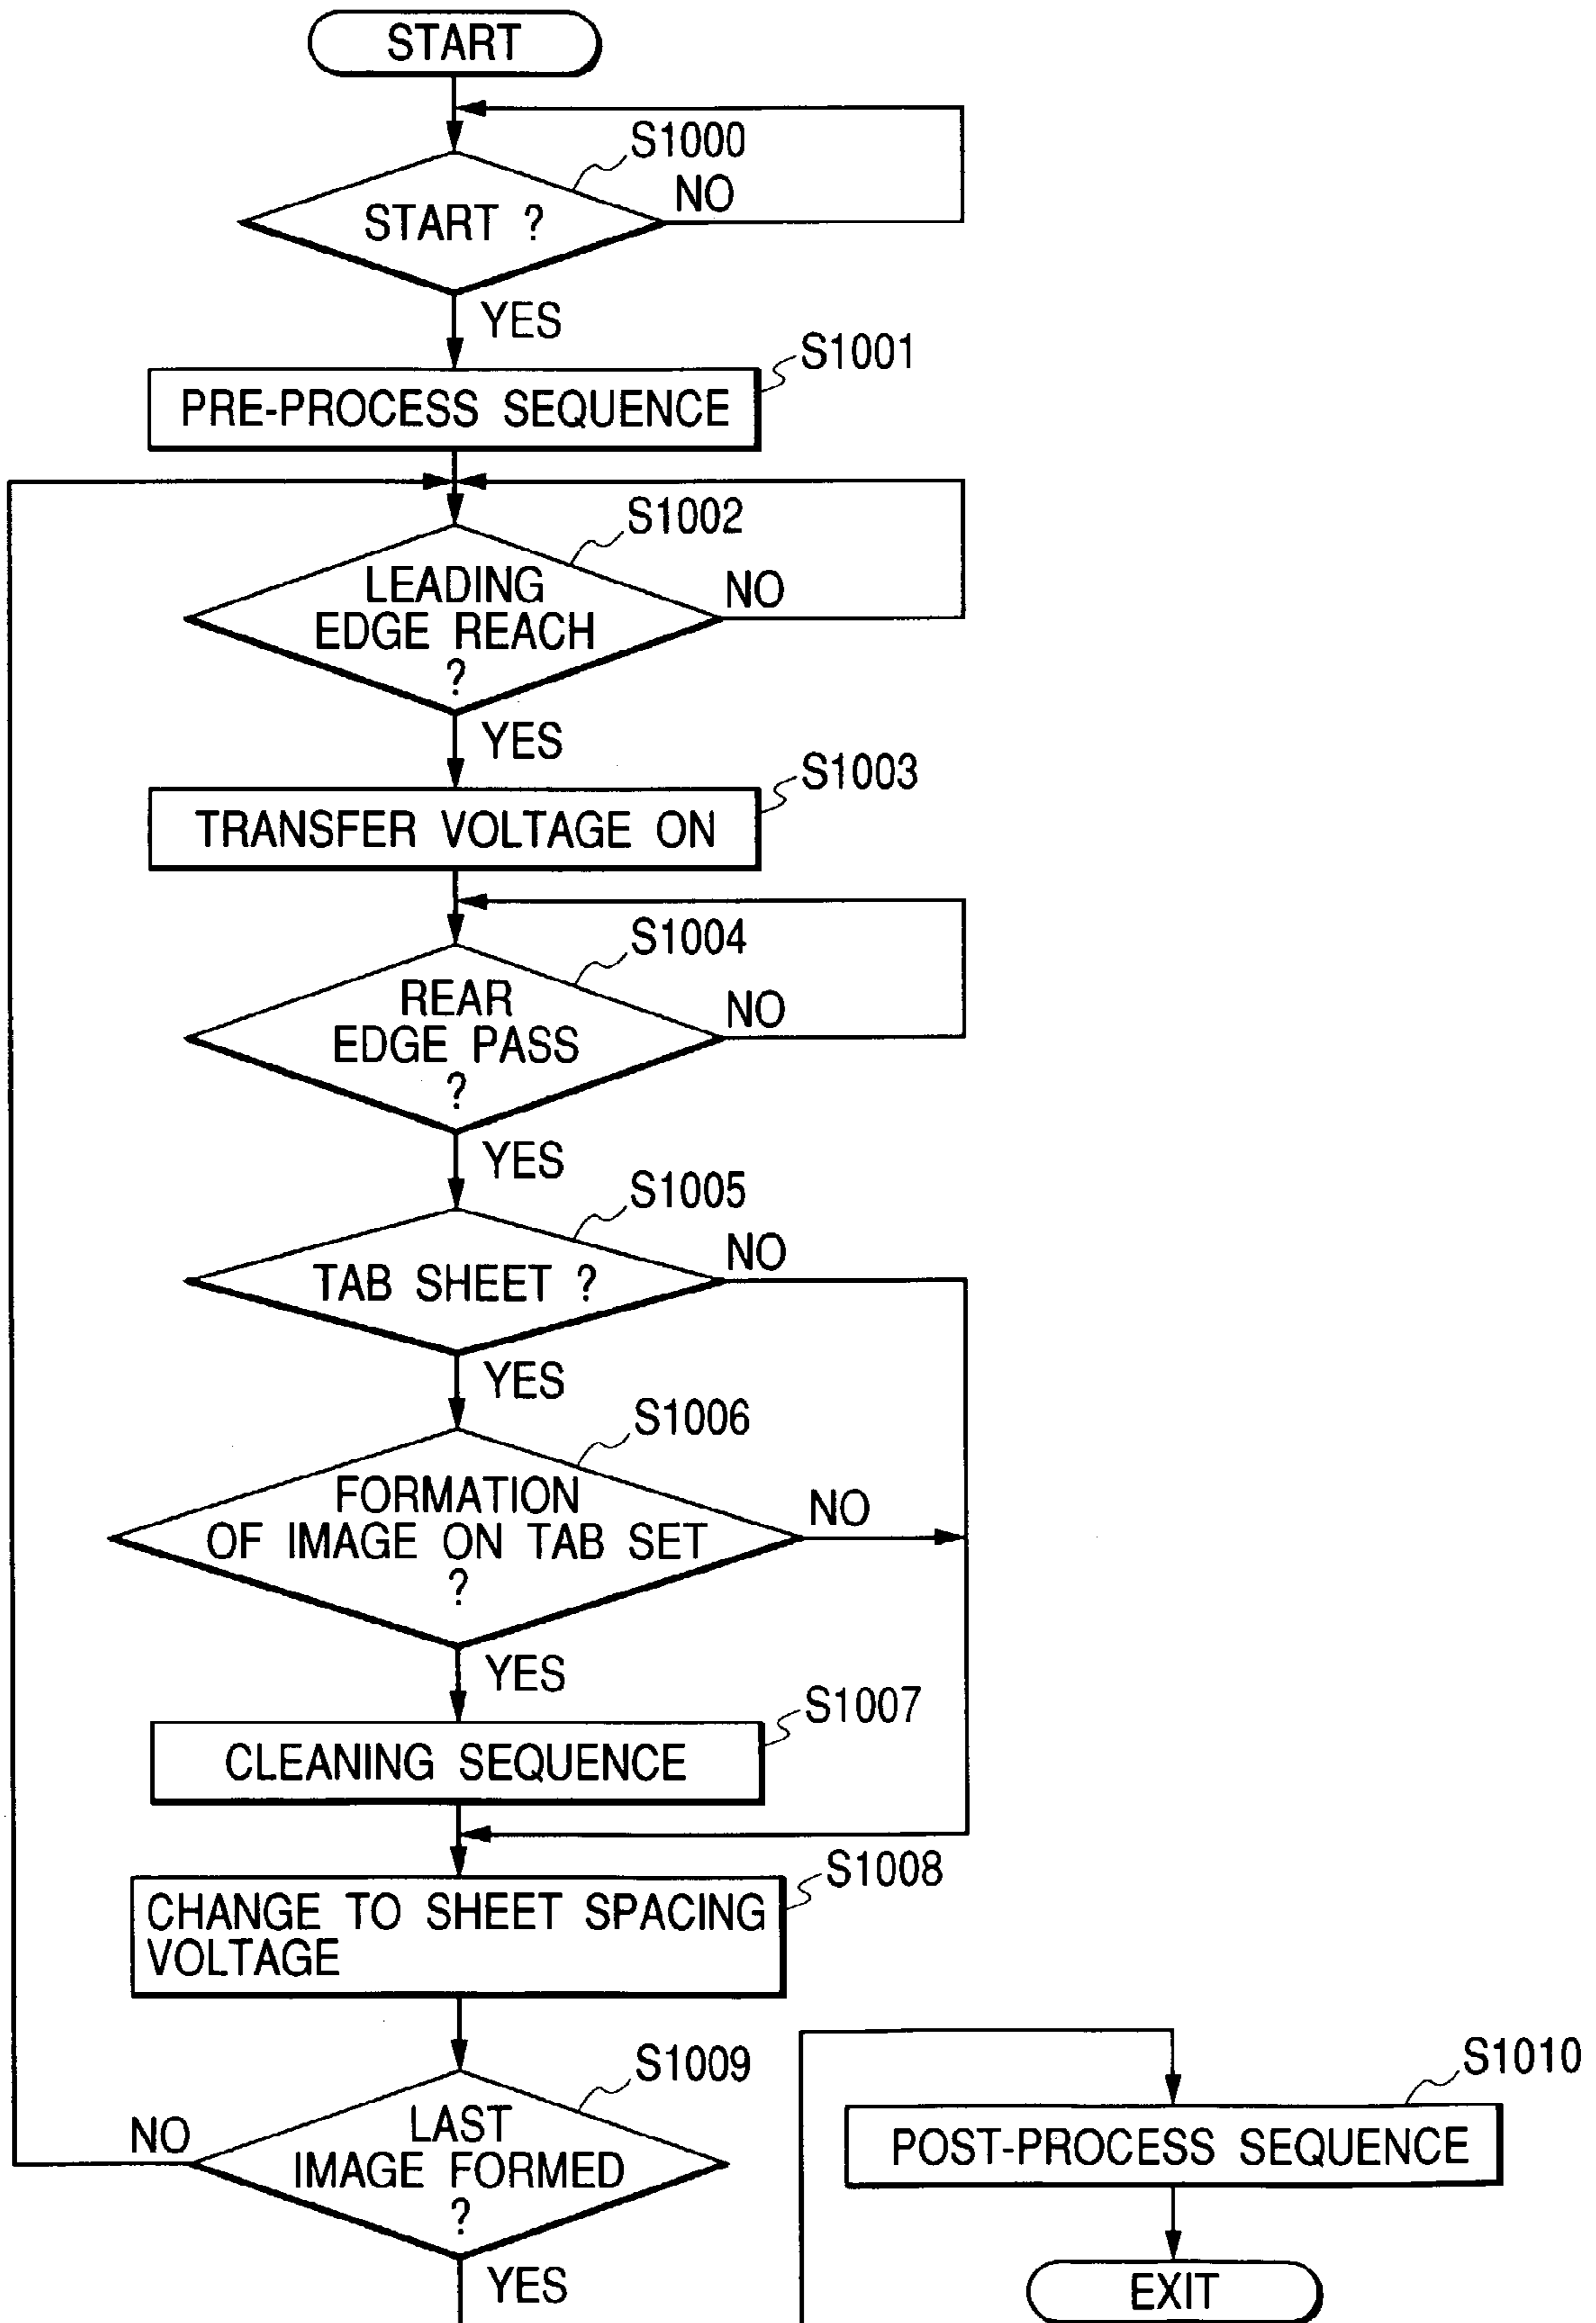 START
S1000
START ?
NO
YES
S1001
PRE-PROCESS SEQUENCE
S1002
LEADING
EDGE REACH
?
NO
YES
S1003
TRANSFER VOLTAGE ON
S1004
REAR
EDGE PASS
?
NO
YES
S1005
TAB SHEET ?
NO
YES
S1006
FORMATION
OF IMAGE ON TAB SET
?
NO
YES
S1007
CLEANING SEQUENCE
S1008
CHANGE TO SHEET SPACING
VOLTAGE
S1009
LAST
IMAGE FORMED
?
NO
YES
S1010
POST-PROCESS SEQUENCE
EXIT